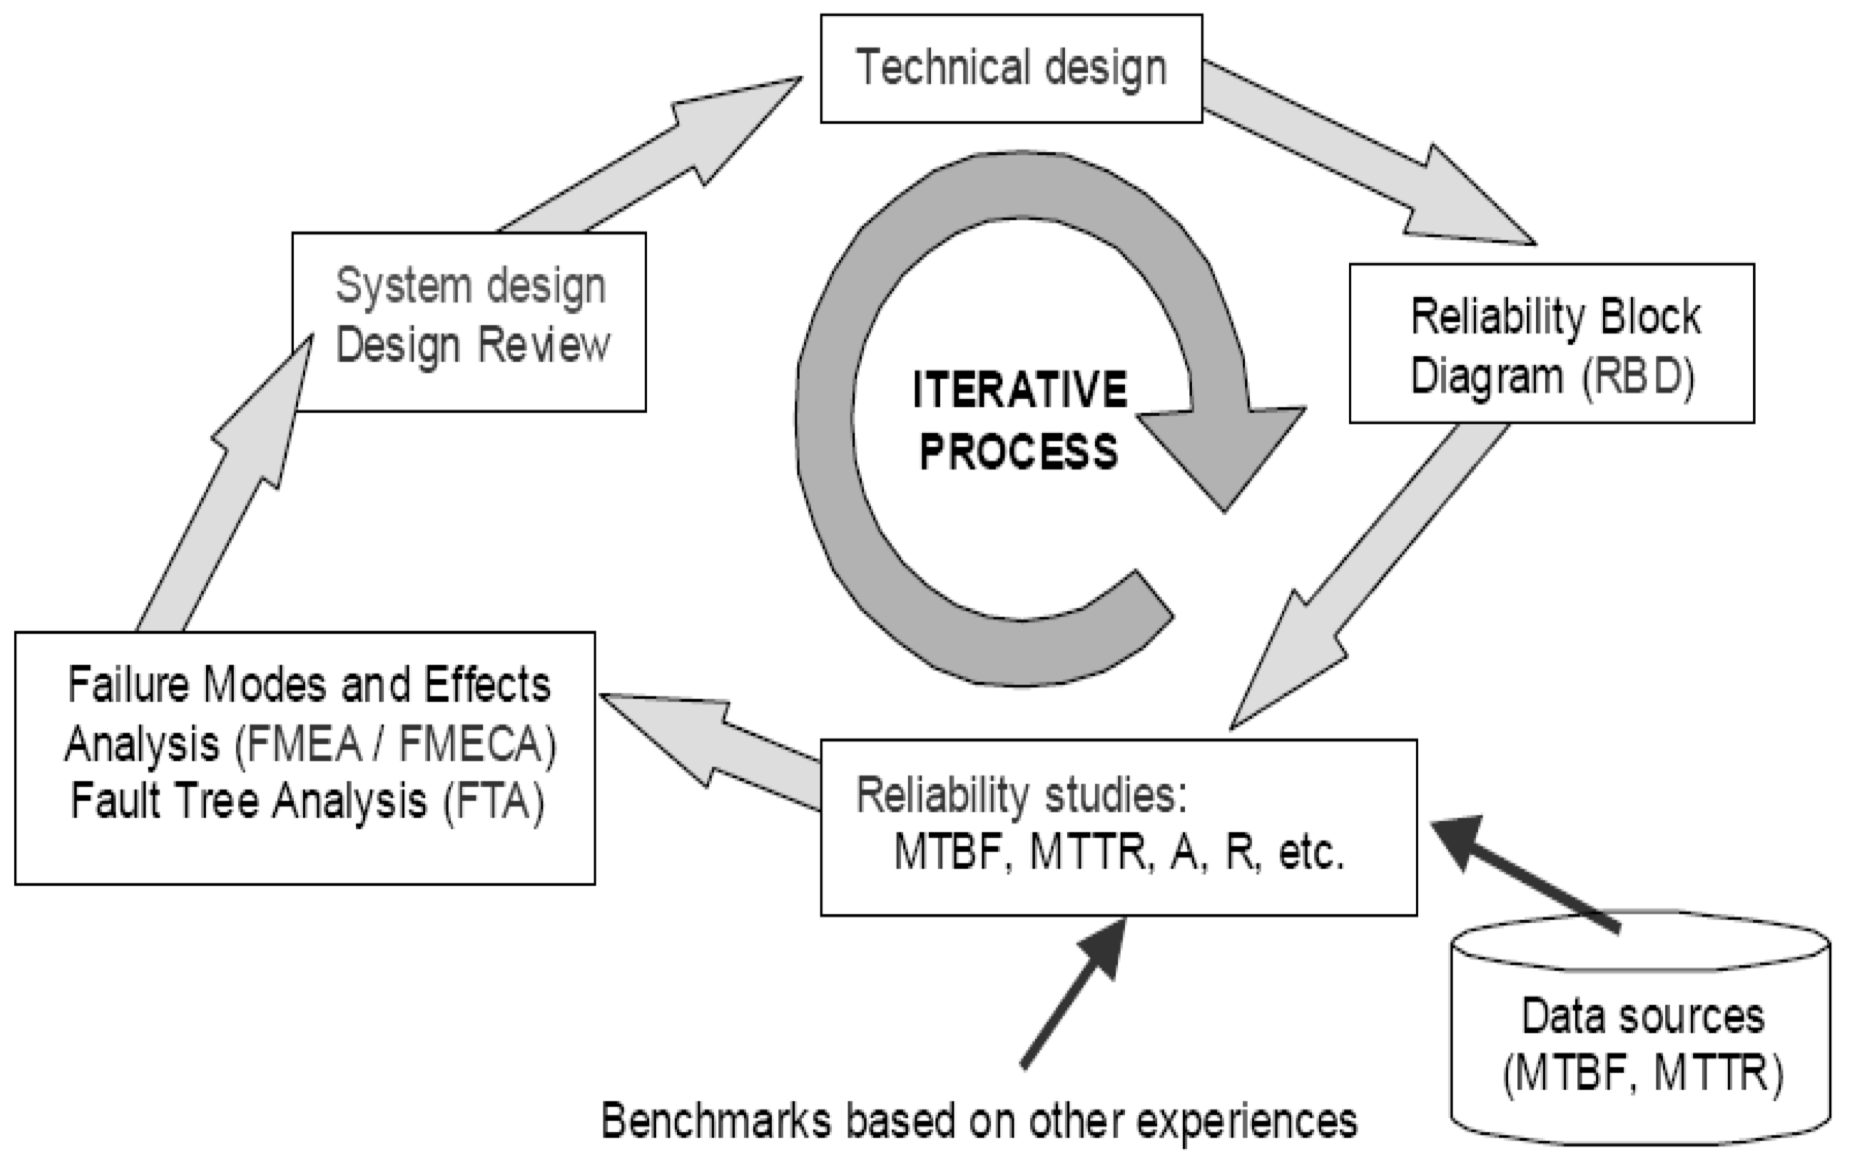 Technical design
System design
Design Review
Reliability Block
Diagram (RBD)
ITERATIVE
PROCESS
Failure Modes and Effects
Analysis (FMEA / FMECA)
Fault Tree Analysis (FTA)
Reliability studies:
MTBF, MTTR, A, R, etc.
Data sources
(MTBF, MTTR)
Benchmarks based on other experiences